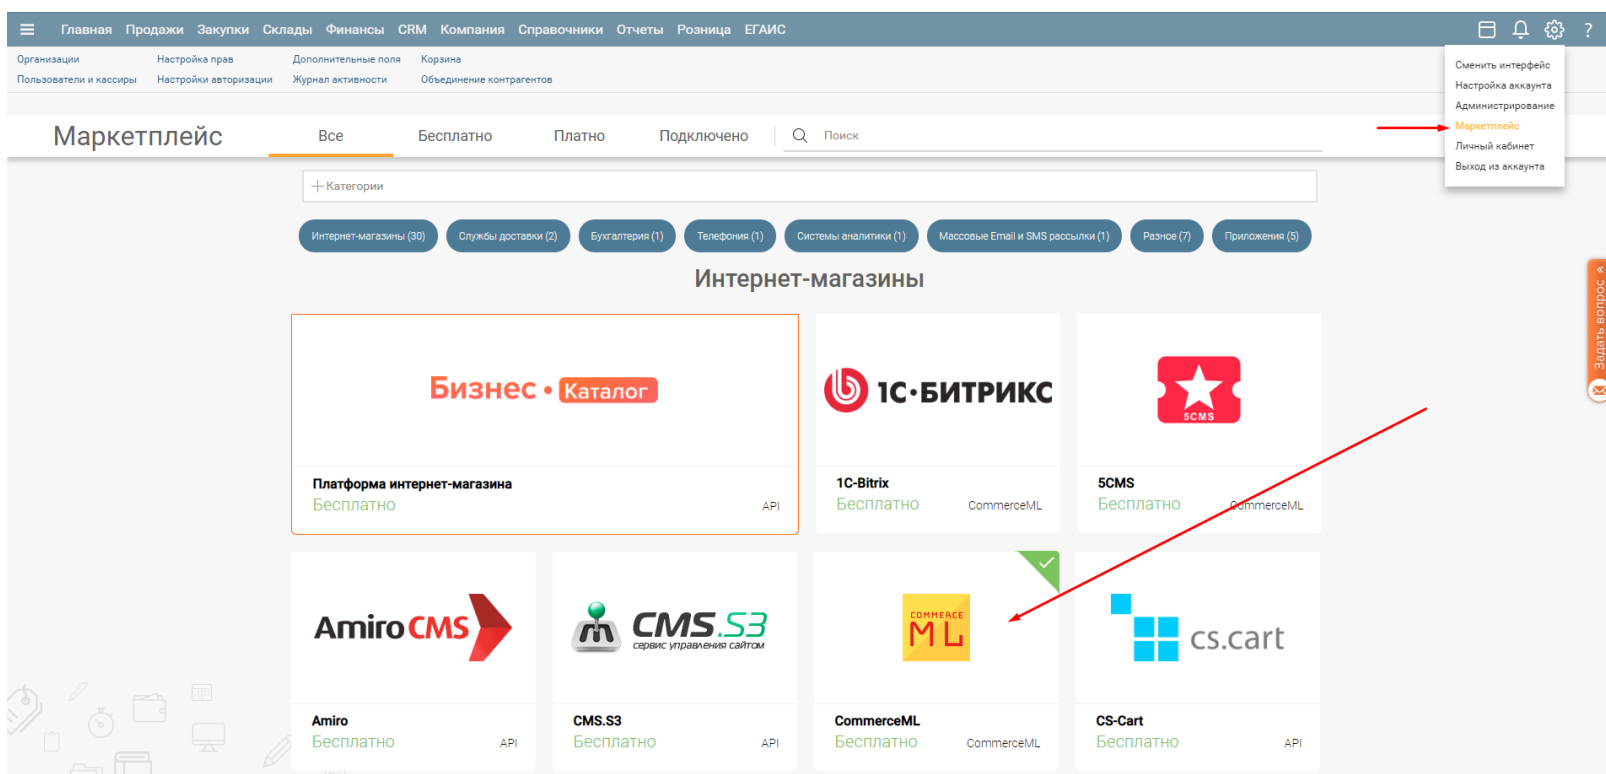 Главная Продажи Закупки Склады Финансы CRM Компания Справочники Отчеты Розница ЕГАИС ?
Организации Настройка прав Дополнительные поля Корзина
Пользователи и кассиры Настройки авторизации Журнал активности Объединение контрагентов
Сменить интерфейс
Настройка аккаунта
Администрирование
Маркетплейс
Личный кабинет
Выход из аккаунта
Маркетплейс Все Бесплатно Платно Подключено Поиск
+ Категории
Интернет-магазины (30) Службы доставки (2) Бухгалтерия (1) Телефония (1) Системы аналитики (1) Массовые Email и SMS рассылки (1) Разное (7) Приложения (5)
Интернет-магазины
Задать вопрос «
Бизнес • Каталог
1С·БИТРИКС
5CMS
Платформа интернет-магазина
Бесплатно API
1C-Bitrix
Бесплатно CommerceML
5CMS
Бесплатно CommerceML
Amiro CMS
CMS.S3
сервис управления сайтом
COMMERCE
ML
cs.cart
Amiro
Бесплатно API
CMS.S3
Бесплатно API
CommerceML
Бесплатно CommerceML
CS-Cart
Бесплатно API